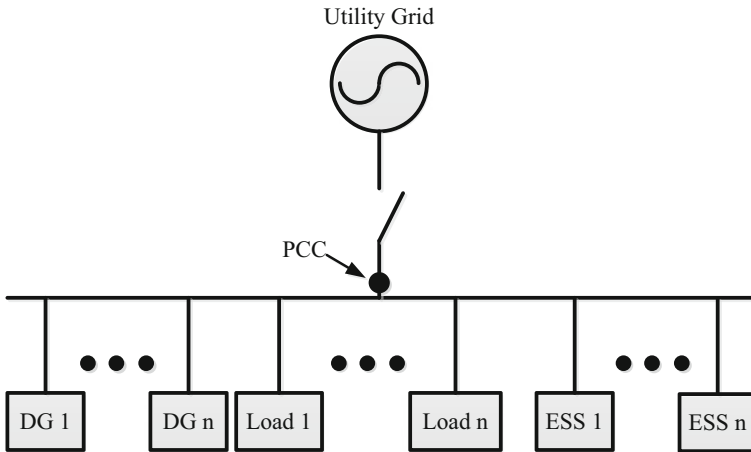 Utility Grid
PCC
DG 1
DG n
Load 1
Load n
ESS 1
ESS n